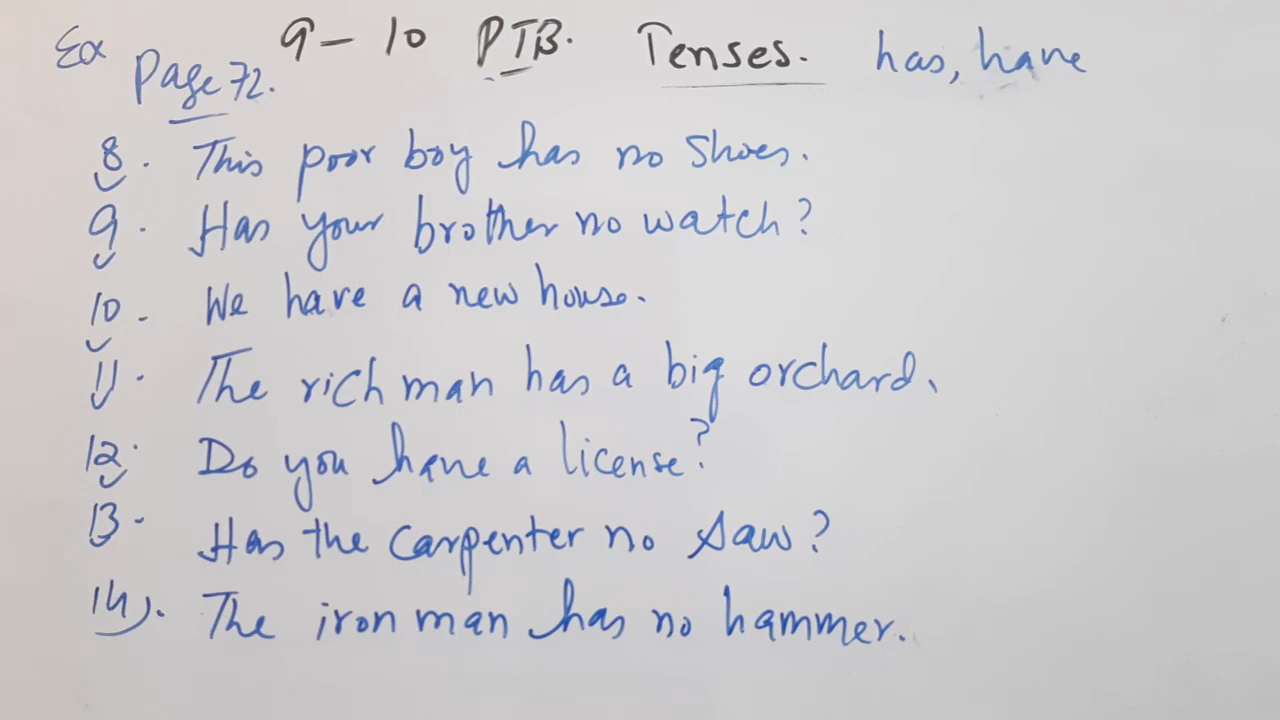 Ex 9 - 10 PTB. Tenses. has, have
Page 72.
8. This poor boy has no shoes.
9. Has your brother no watch?
10. We have a new house.
11. The rich man has a big orchard.
12. Do you have a license?
13. Has the carpenter no saw?
14). The iron man has no hammer.